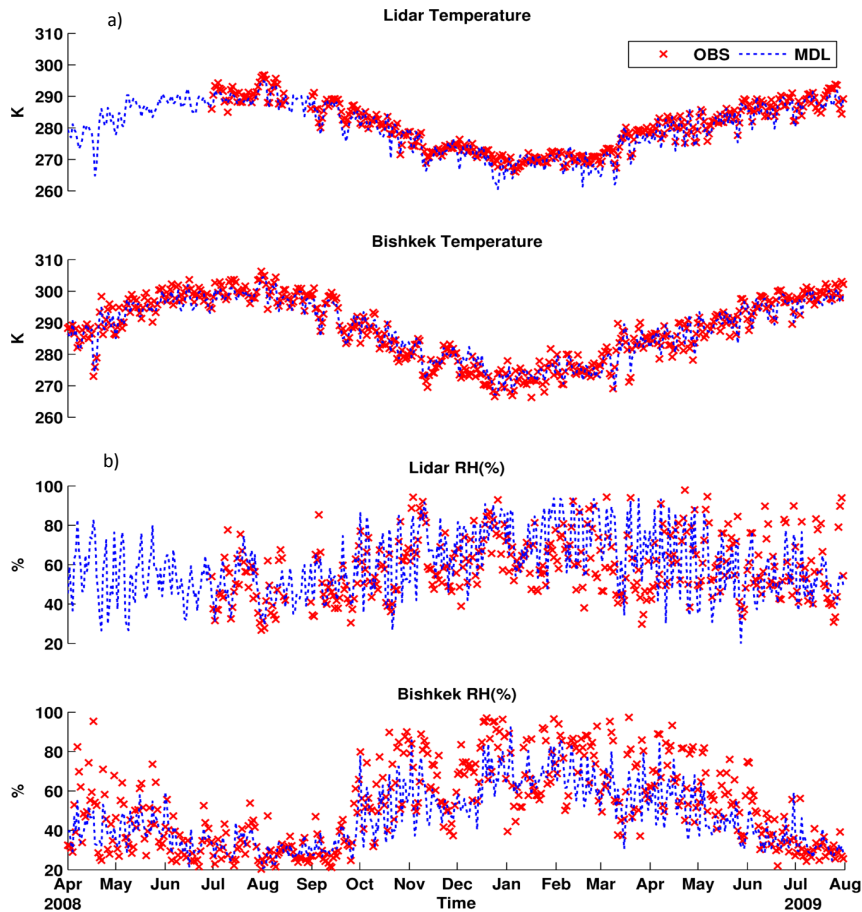 a)
Lidar Temperature
310
300
290
280
270
260
K
OBS
MDL
Bishkek Temperature
310
300
290
280
270
260
K
b)
Lidar RH(%)
100
80
60
40
20
%
Bishkek RH(%)
100
80
60
40
20
%
Apr May Jun Jul Aug Sep Oct Nov Dec Jan Feb Mar Apr May Jun Jul Aug
2008 Time 2009